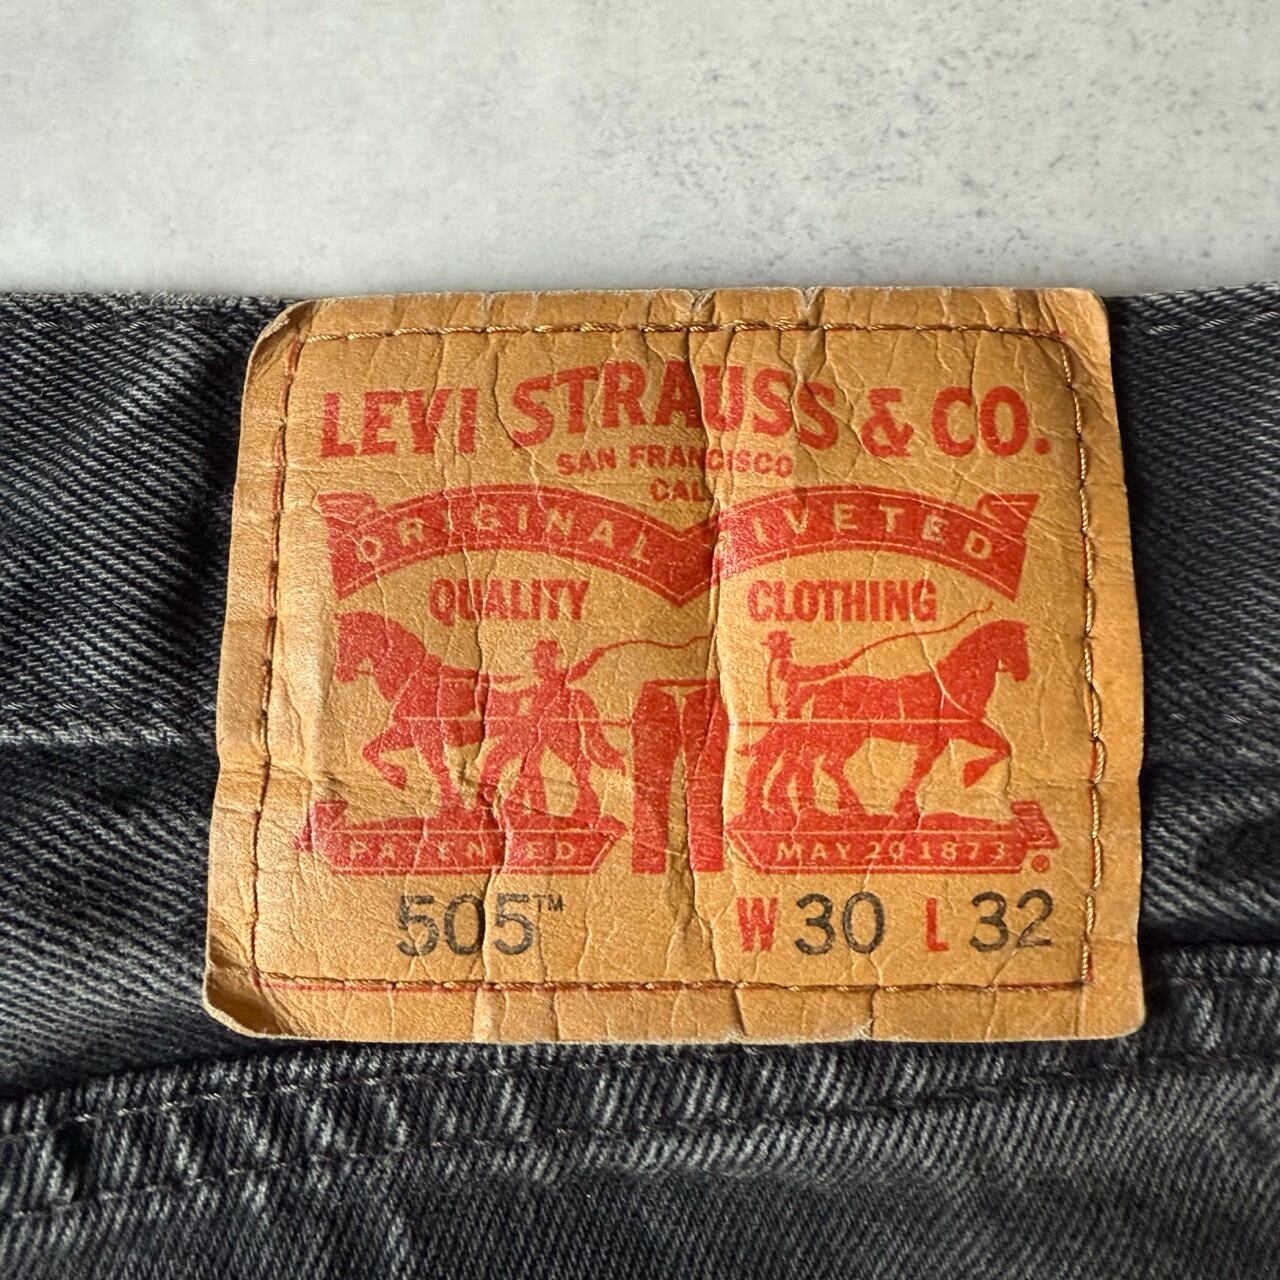 LEVI STRAUSS & CO.
SAN FRANCISCO
CAL
ORIGINAL RIVETED
QUALITY CLOTHING
PATENTED MAY 20 1873
505™ W 30 L 32